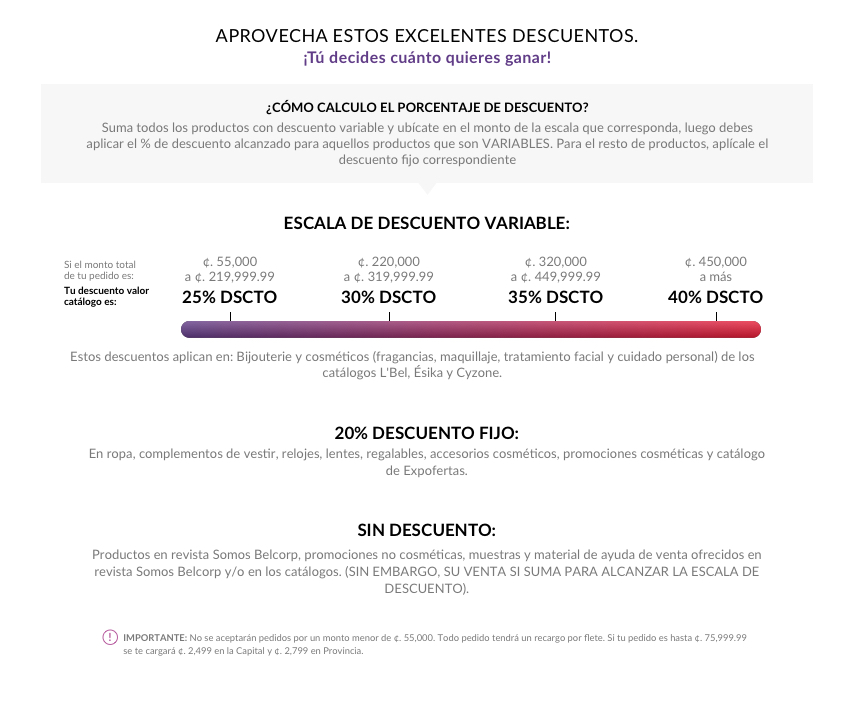 APROVECHA ESTOS EXCELENTES DESCUENTOS.
¡Tú decides cuánto quieres ganar!
¿CÓMO CALCULO EL PORCENTAJE DE DESCUENTO?
Suma todos los productos con descuento variable y ubícate en el monto de la escala que corresponda, luego debes
aplicar el % de descuento alcanzado para aquellos productos que son VARIABLES. Para el resto de productos, aplícale el
descuento fijo correspondiente
ESCALA DE DESCUENTO VARIABLE:
Si el monto total
de tu pedido es:
Tu descuento valor
catálogo es:
¢. 55,000
a ¢. 219,999.99
25% DSCTO
¢. 220,000
a ¢. 319,999.99
30% DSCTO
¢. 320,000
a ¢. 449,999.99
35% DSCTO
¢. 450,000
a más
40% DSCTO
Estos descuentos aplican en: Bijouterie y cosméticos (fragancias, maquillaje, tratamiento facial y cuidado personal) de los
catálogos L'Bel, Ésika y Cyzone.
20% DESCUENTO FIJO:
En ropa, complementos de vestir, relojes, lentes, regalables, accesorios cosméticos, promociones cosméticas y catálogo
de Expofertas.
SIN DESCUENTO:
Productos en revista Somos Belcorp, promociones no cosméticas, muestras y material de ayuda de venta ofrecidos en
revista Somos Belcorp y/o en los catálogos. (SIN EMBARGO, SU VENTA SI SUMA PARA ALCANZAR LA ESCALA DE
DESCUENTO).
IMPORTANTE: No se aceptarán pedidos por un monto menor de ¢. 55,000. Todo pedido tendrá un recargo por flete. Si tu pedido es hasta ¢. 75,999.99
se te cargará ¢. 2,499 en la Capital y ¢. 2,799 en Provincia.